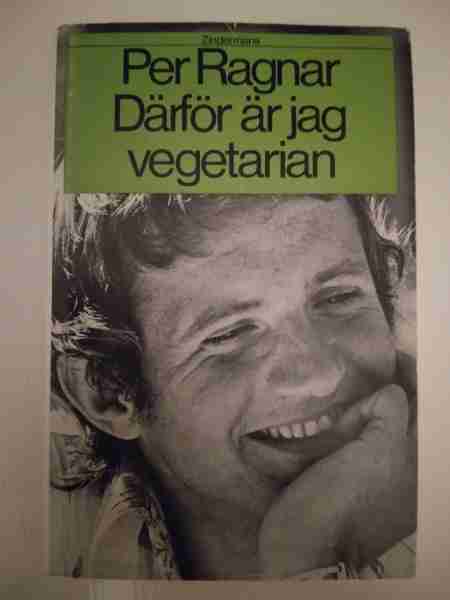 Zindermans
Per Ragnar
Därför är jag
vegetarian